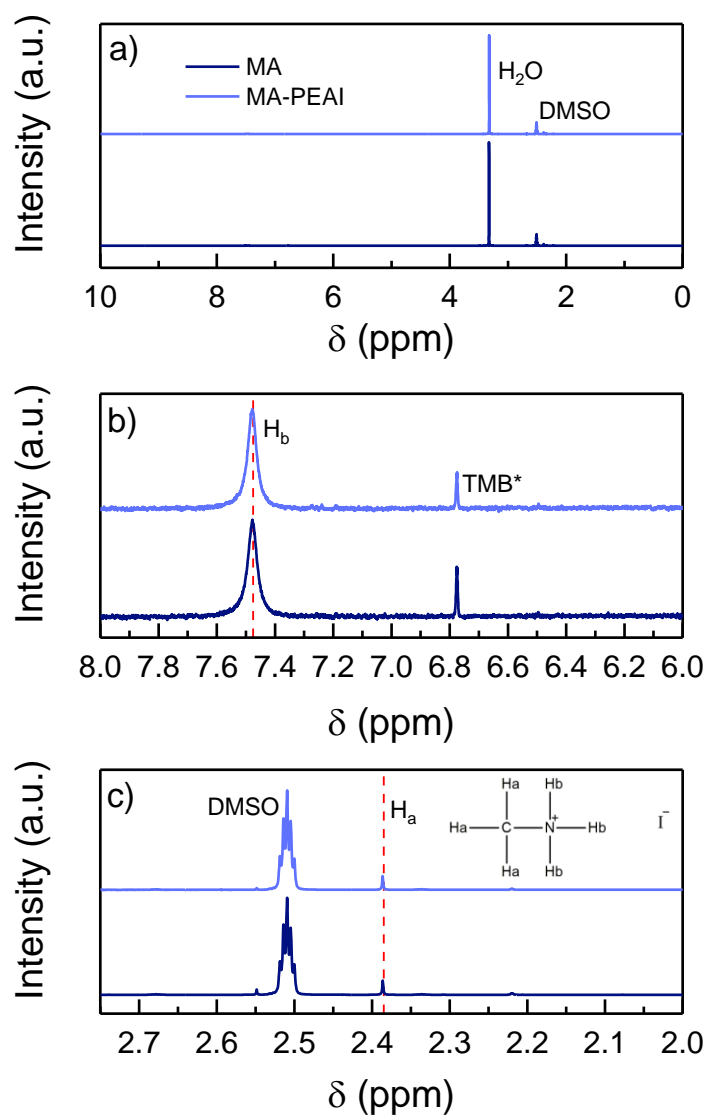 a)
MA
MA-PEAI
H₂O
DMSO
Intensity (a.u.)
10 8 6 4 2 0
δ (ppm)
b)
H_b
TMB*
Intensity (a.u.)
8.0 7.8 7.6 7.4 7.2 7.0 6.8 6.6 6.4 6.2 6.0
δ (ppm)
c)
DMSO
H_a
Ha Hb
Ha C N⁺ Hb I⁻
Ha Hb
Intensity (a.u.)
2.7 2.6 2.5 2.4 2.3 2.2 2.1 2.0
δ (ppm)